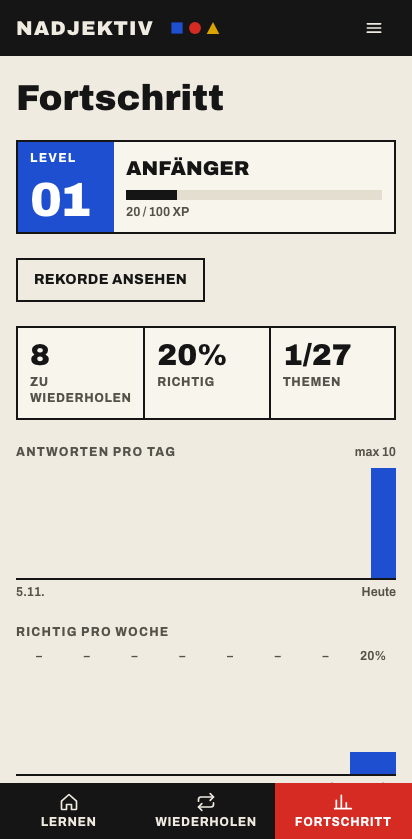 NADJEKTIV
Fortschritt
LEVEL
01
ANFÄNGER
20 / 100 XP
REKORDE ANSEHEN
8
ZU
WIEDERHOLEN
20%
RICHTIG
1/27
THEMEN
ANTWORTEN PRO TAG
max 10
5.11.
Heute
RICHTIG PRO WOCHE
– – – – – – – 20%
LERNEN
WIEDERHOLEN
FORTSCHRITT